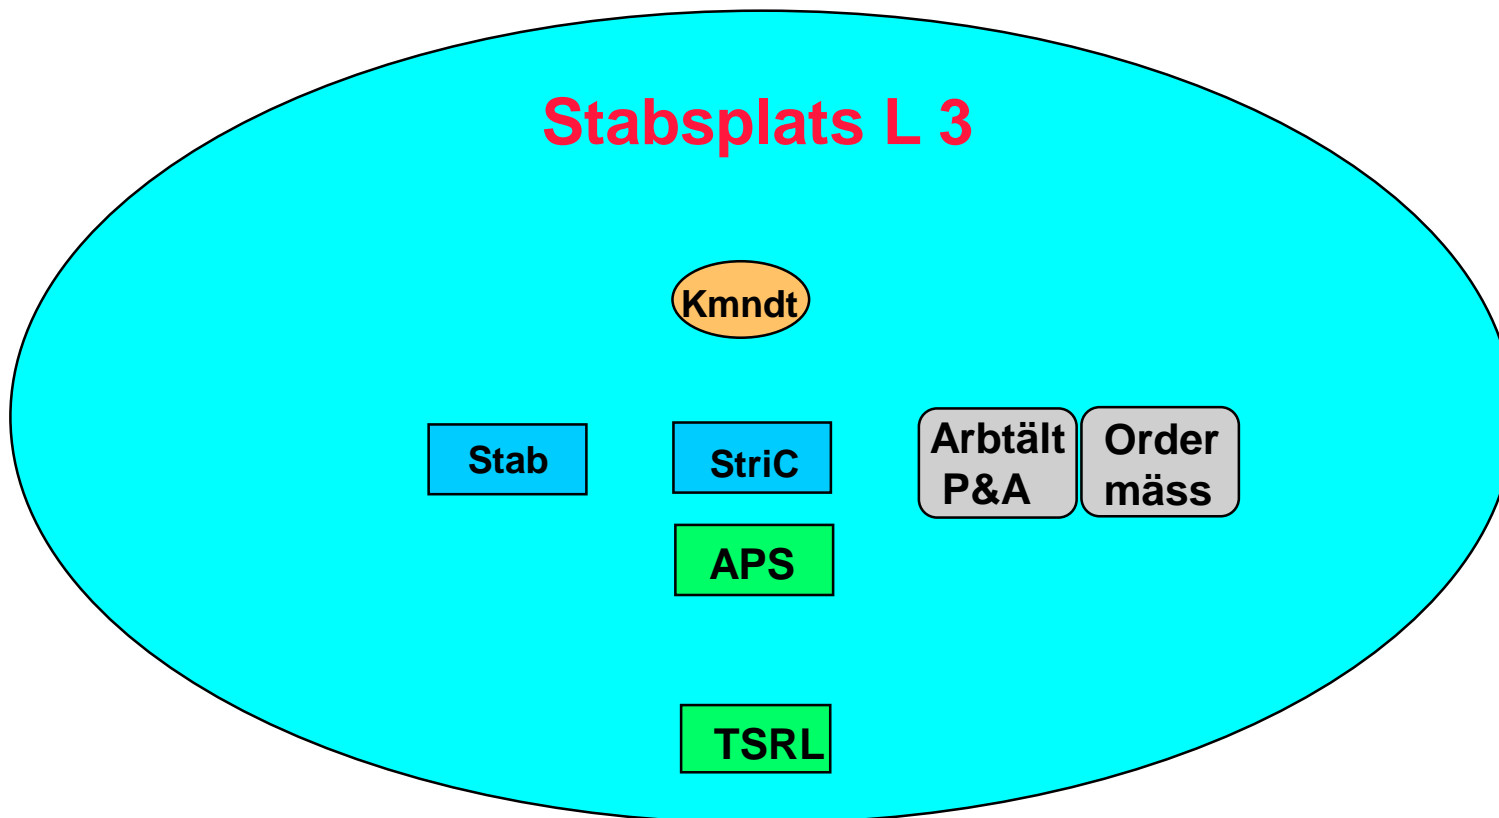 Stabsplats L 3
Kmndt
Stab
StriC
Arbtält
P&A
Order
mäss
APS
TSRL